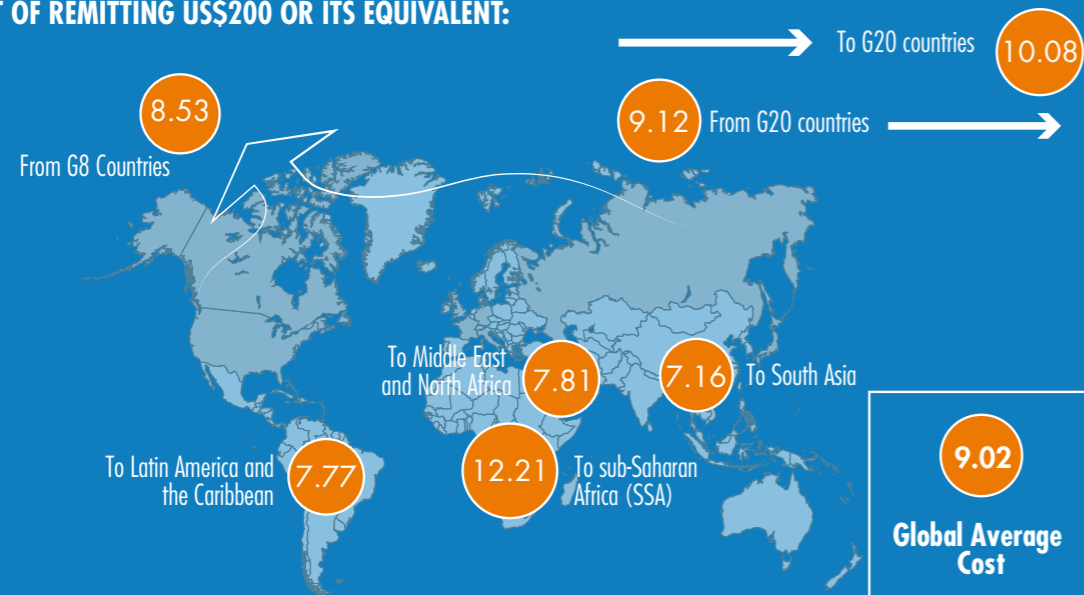 OF REMITTING US$200 OR ITS EQUIVALENT:
To G20 countries
10.08
8.53
From G8 Countries
9.12
From G20 countries
To Middle East
and North Africa
7.81
7.16
To South Asia
To Latin America and
the Caribbean
7.77
12.21
To sub-Saharan
Africa (SSA)
9.02
Global Average
Cost